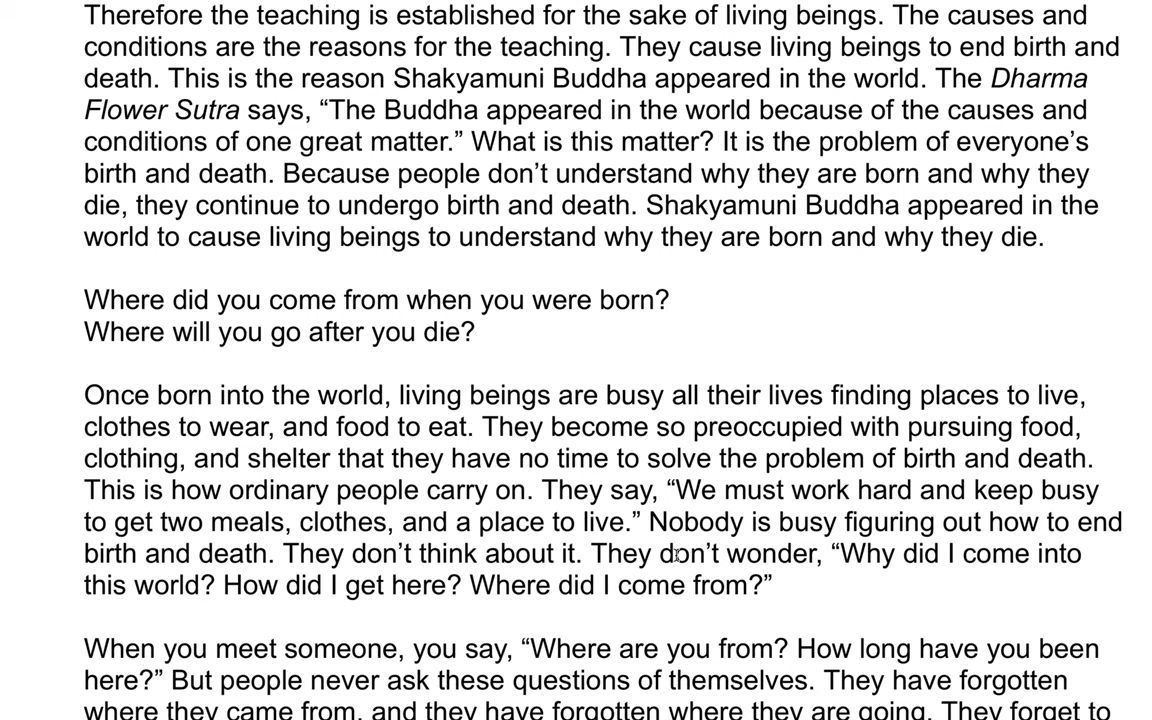 Therefore the teaching is established for the sake of living beings. The causes and
conditions are the reasons for the teaching. They cause living beings to end birth and
death. This is the reason Shakyamuni Buddha appeared in the world. The Dharma
Flower Sutra says, “The Buddha appeared in the world because of the causes and
conditions of one great matter.” What is this matter? It is the problem of everyone’s
birth and death. Because people don’t understand why they are born and why they
die, they continue to undergo birth and death. Shakyamuni Buddha appeared in the
world to cause living beings to understand why they are born and why they die.
Where did you come from when you were born?
Where will you go after you die?
Once born into the world, living beings are busy all their lives finding places to live,
clothes to wear, and food to eat. They become so preoccupied with pursuing food,
clothing, and shelter that they have no time to solve the problem of birth and death.
This is how ordinary people carry on. They say, “We must work hard and keep busy
to get two meals, clothes, and a place to live.” Nobody is busy figuring out how to end
birth and death. They don’t think about it. They don’t wonder, “Why did I come into
this world? How did I get here? Where did I come from?”
When you meet someone, you say, “Where are you from? How long have you been
here?” But people never ask these questions of themselves. They have forgotten
where they came from, and they have forgotten where they are going. They forget to